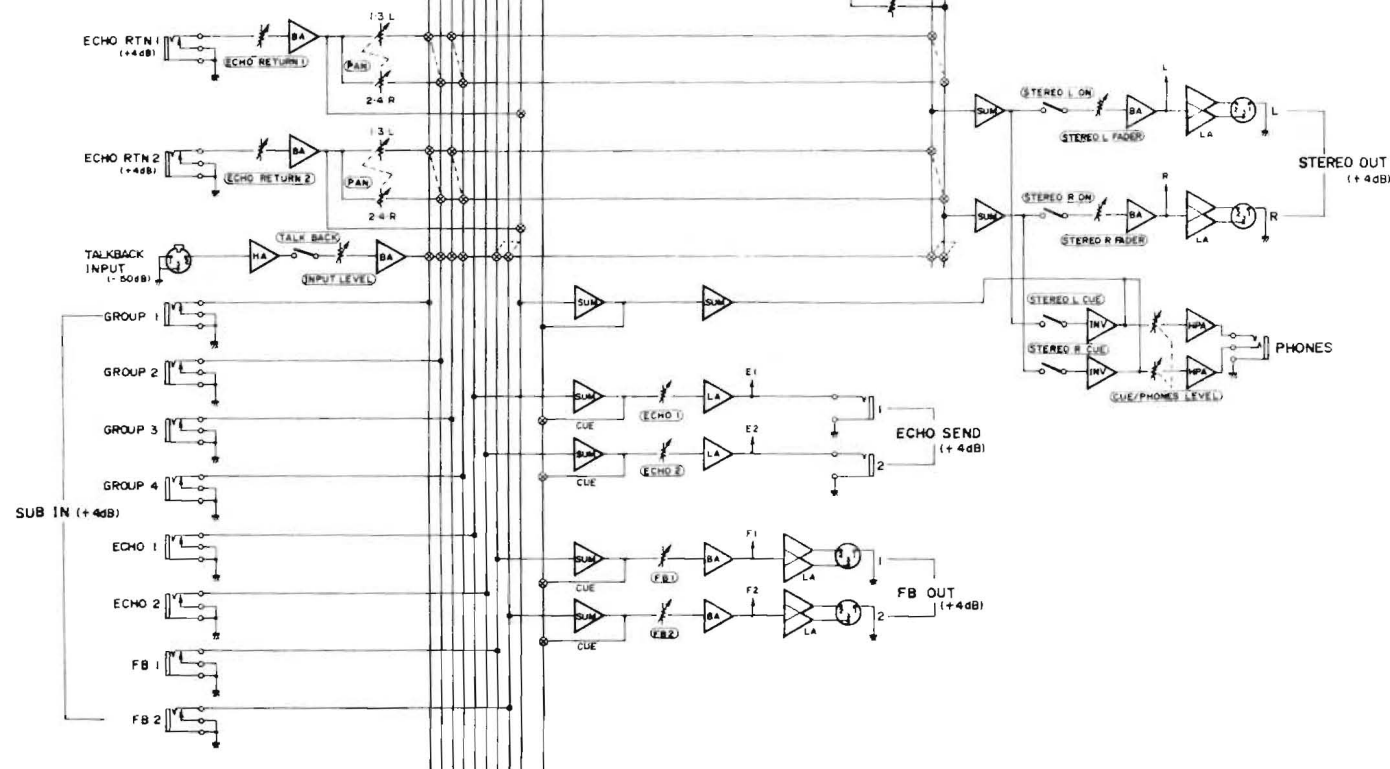 ECHO RTN 1
(+4dB)
ECHO RETURN 1
BA
1·3 L
PAN
2·4 R
ECHO RTN 2
(+4dB)
ECHO RETURN 2
BA
1·3 L
PAN
2·4 R
TALKBACK
INPUT
(-50dB)
HA
TALK BACK
INPUT LEVEL
BA
SUM
STEREO L ON
STEREO L FADER
BA
L
LA
L
STEREO OUT
(+4dB)
SUM
STEREO R ON
STEREO R FADER
BA
R
LA
R
SUM
SUM
STEREO L CUE
INV
HPA
STEREO R CUE
INV
HPA
PHONES
CUE/PHONES LEVEL
SUB IN (+4dB)
GROUP 1
GROUP 2
GROUP 3
GROUP 4
ECHO 1
ECHO 2
FB 1
FB 2
SUM
CUE
ECHO 1
LA
E1
1
ECHO SEND
(+4dB)
SUM
CUE
ECHO 2
LA
E2
2
SUM
CUE
FB1
BA
F1
LA
1
FB OUT
(+4dB)
SUM
CUE
FB2
BA
F2
LA
2